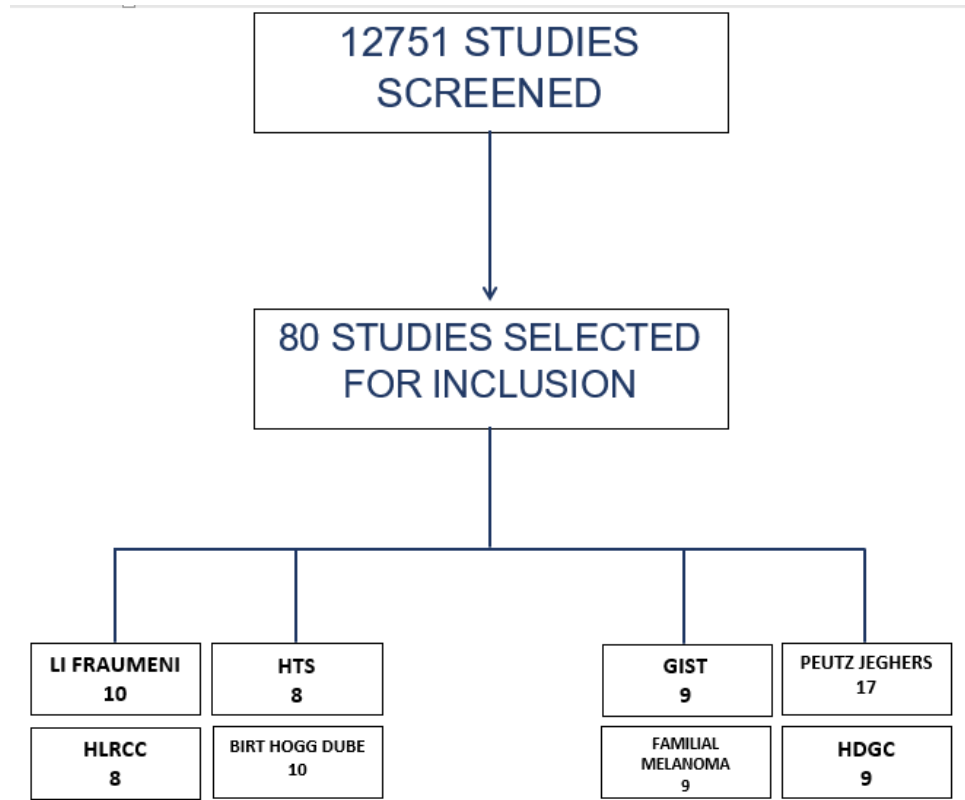 12751 STUDIES
SCREENED
80 STUDIES SELECTED
FOR INCLUSION
LI FRAUMENI
10
HTS
8
GIST
9
PEUTZ JEGHERS
17
HLRCC
8
BIRT HOGG DUBE
10
FAMILIAL
MELANOMA
9
HDGC
9